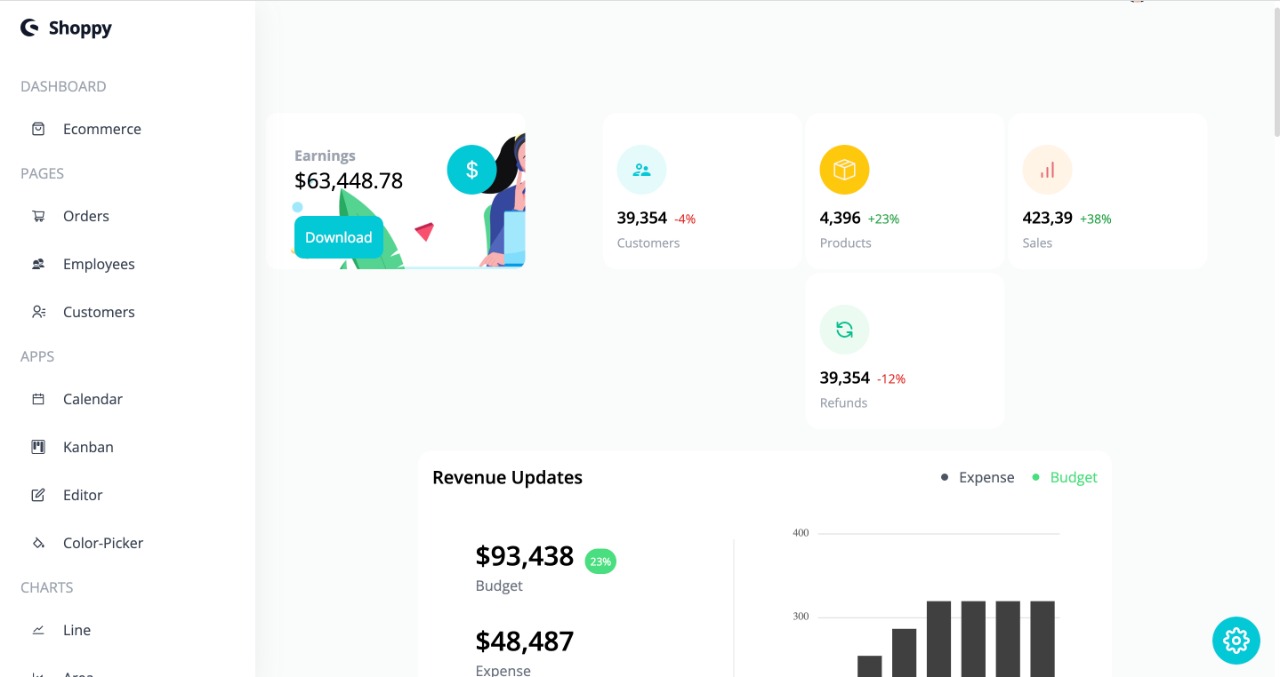 Shoppy
DASHBOARD
Ecommerce
PAGES
Orders
Employees
Customers
APPS
Calendar
Kanban
Editor
Color-Picker
CHARTS
Line
Area
Earnings
$63,448.78
$
Download
39,354 -4%
Customers
4,396 +23%
Products
423,39 +38%
Sales
39,354 -12%
Refunds
Revenue Updates
Expense
Budget
$93,438 23%
Budget
$48,487
Expense
400
300